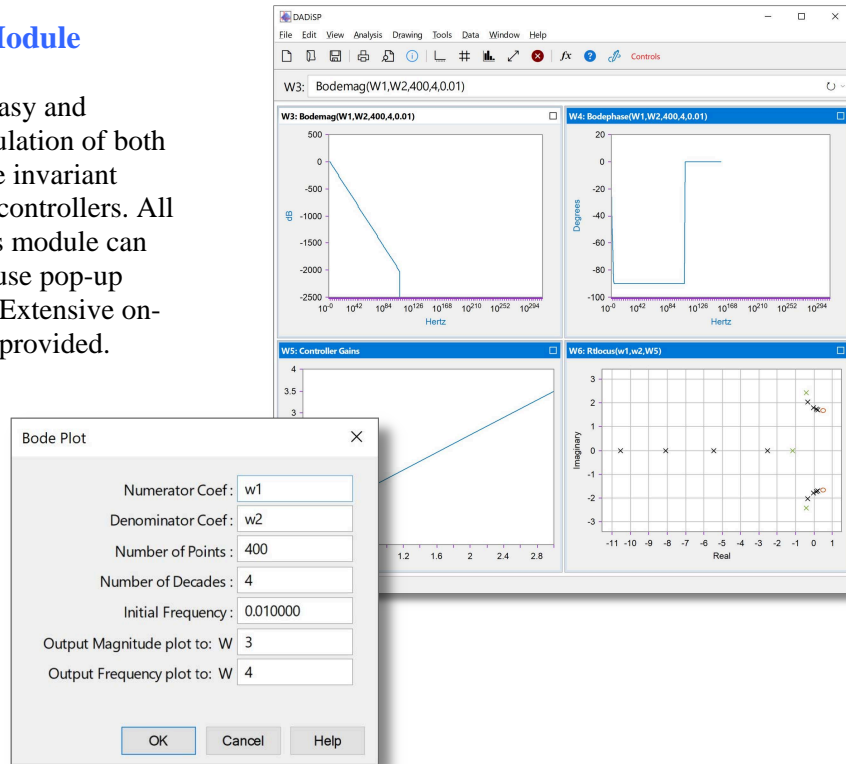 Module
asy and
ulation of both
e invariant
controllers. All
s module can
use pop-up
Extensive on-
provided.
DADiSP
File Edit View Analysis Drawing Tools Data Window Help
fx ? Controls
W3: Bodemag(W1,W2,400,4,0.01)
W3: Bodemag(W1,W2,400,4,0.01)
500
0
-500
-1000
-1500
-2000
-2500
dB
10^-0 10^42 10^84 10^126 10^168 10^210 10^252 10^294
Hertz
W4: Bodephase(W1,W2,400,4,0.01)
20
0
-20
-40
-60
-80
-100
Degrees
10^-0 10^42 10^84 10^126 10^168 10^210 10^252 10^294
Hertz
W5: Controller Gains
4
3.5
3
1.2 1.6 2 2.4 2.8
W6: Rtlocus(w1,w2,W5)
3
2
1
0
-1
-2
-3
Imaginary
-11 -10 -9 -8 -7 -6 -5 -4 -3 -2 -1 0 1
Real
Bode Plot
Numerator Coef: w1
Denominator Coef: w2
Number of Points: 400
Number of Decades: 4
Initial Frequency: 0.010000
Output Magnitude plot to: W 3
Output Frequency plot to: W 4
OK Cancel Help